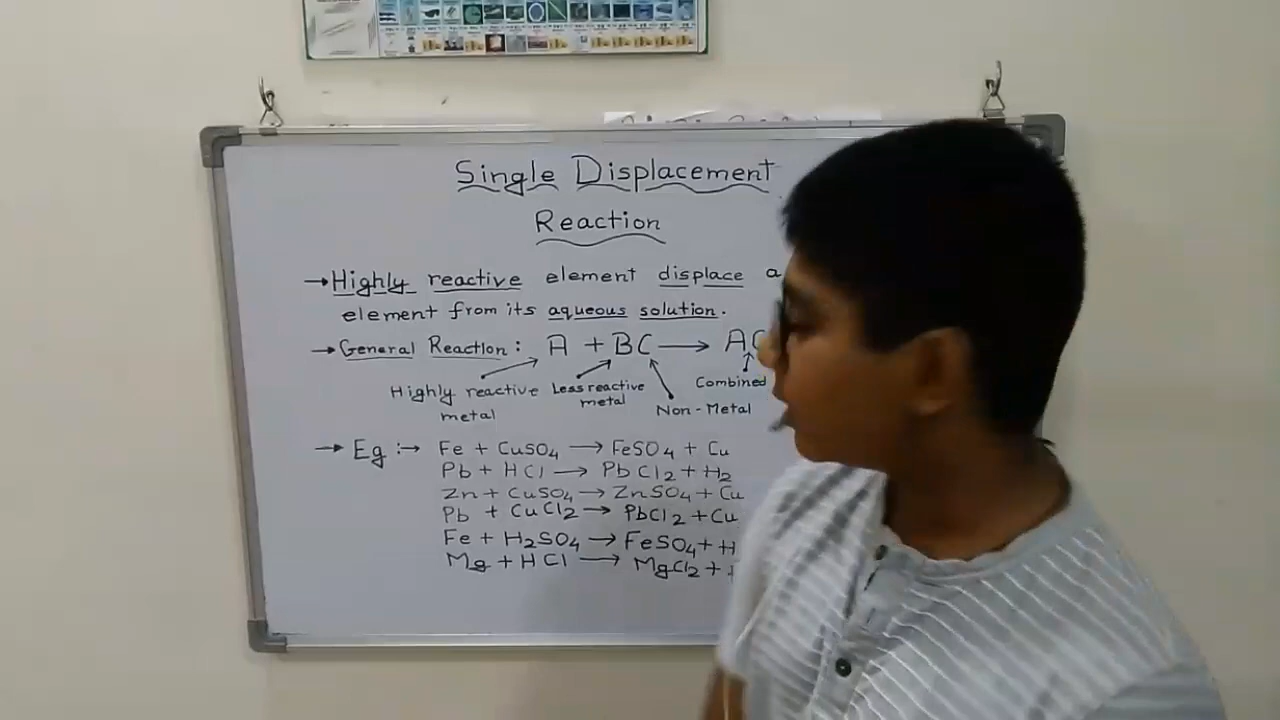 Single Displacement
Reaction
→ Highly reactive element displace a
element from its aqueous solution.
→ General Reaction: A + BC → AC
Highly reactive metal
Less reactive metal
Non-Metal
Combined
→ Eg :→ Fe + CuSO4 → FeSO4 + Cu
Pb + HCl → PbCl2 + H2
Zn + CuSO4 → ZnSO4 + Cu
Pb + CuCl2 → PbCl2 + Cu
Fe + H2SO4 → FeSO4 + H
Mg + HCl → MgCl2 +